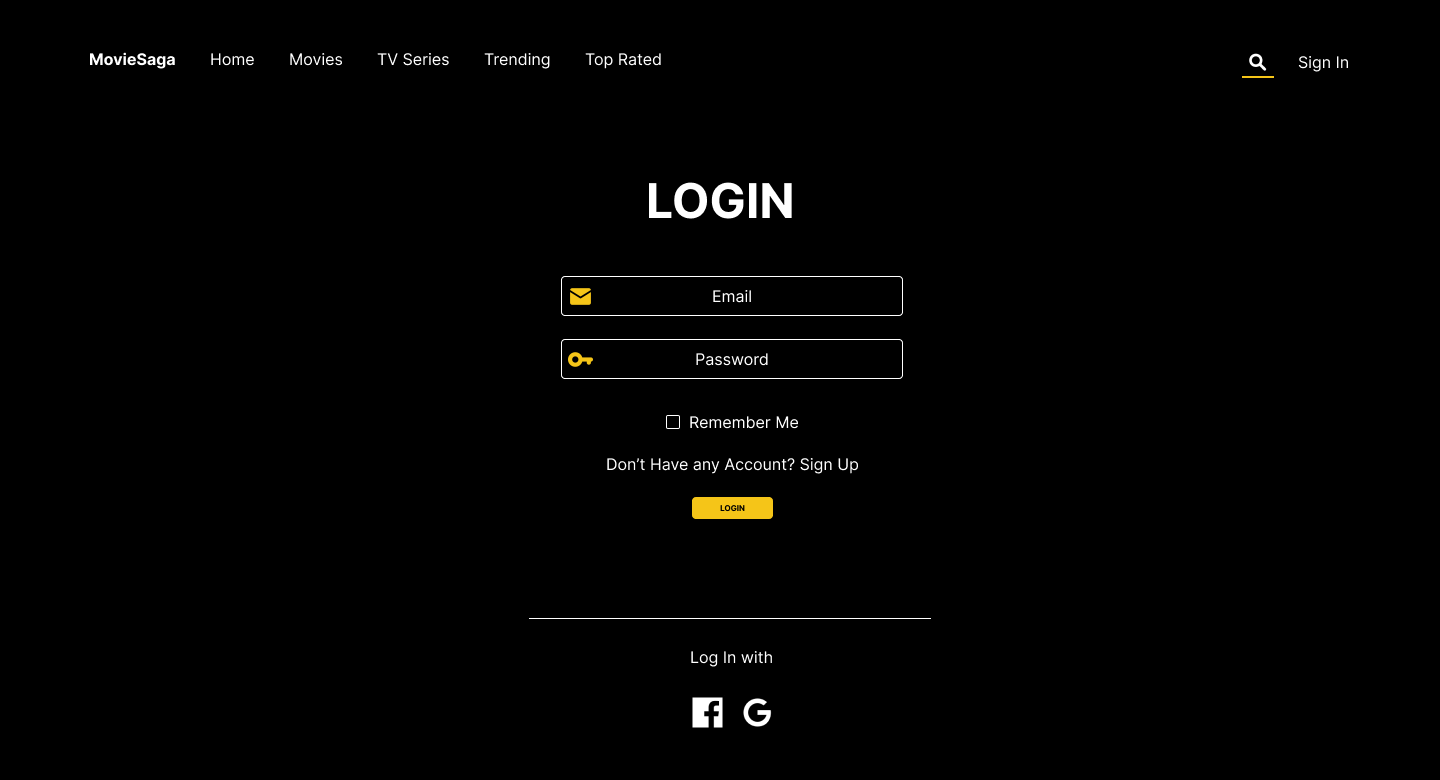 MovieSaga Home Movies TV Series Trending Top Rated Sign In
LOGIN
Email
Password
Remember Me
Don’t Have any Account? Sign Up
LOGIN
Log In with